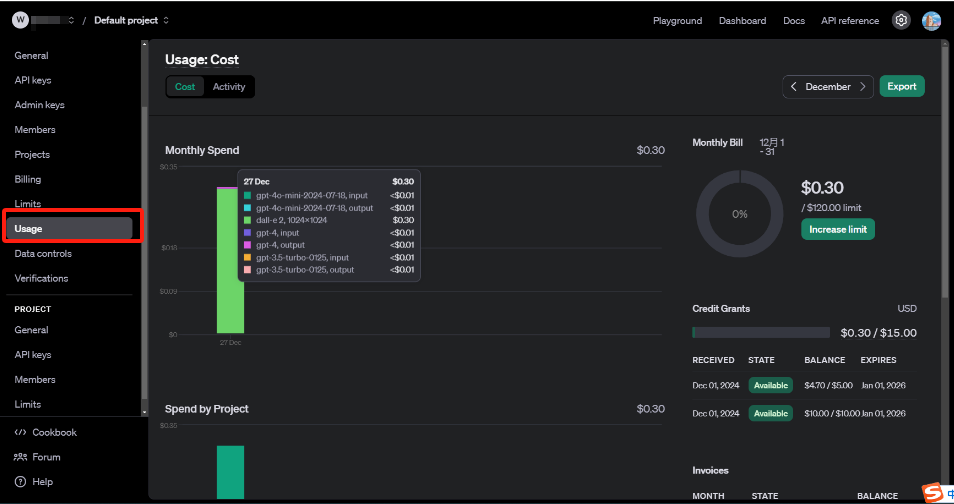 W / Default project
Playground Dashboard Docs API reference
General
API keys
Admin keys
Members
Projects
Billing
Limits
Usage
Data controls
Verifications
PROJECT
General
API keys
Members
Limits
Cookbook
Forum
Help
Usage: Cost
Cost Activity
December
Export
Monthly Spend $0.30
$0.35
$0.18
$0.09
$0
27 Dec
27 Dec $0.30
gpt-4o-mini-2024-07-18, input <$0.01
gpt-4o-mini-2024-07-18, output <$0.01
dall-e 2, 1024×1024 $0.30
gpt-4, input <$0.01
gpt-4, output <$0.01
gpt-3.5-turbo-0125, input <$0.01
gpt-3.5-turbo-0125, output <$0.01
Spend by Project $0.30
$0.35
Monthly Bill 12月 1
- 31
0%
$0.30
/ $120.00 limit
Increase limit
Credit Grants USD
$0.30 / $15.00
RECEIVED STATE BALANCE EXPIRES
Dec 01, 2024 Available $4.70 / $5.00 Jan 01, 2026
Dec 01, 2024 Available $10.00 / $10.00 Jan 01, 2026
Invoices
MONTH STATE BALANCE
S